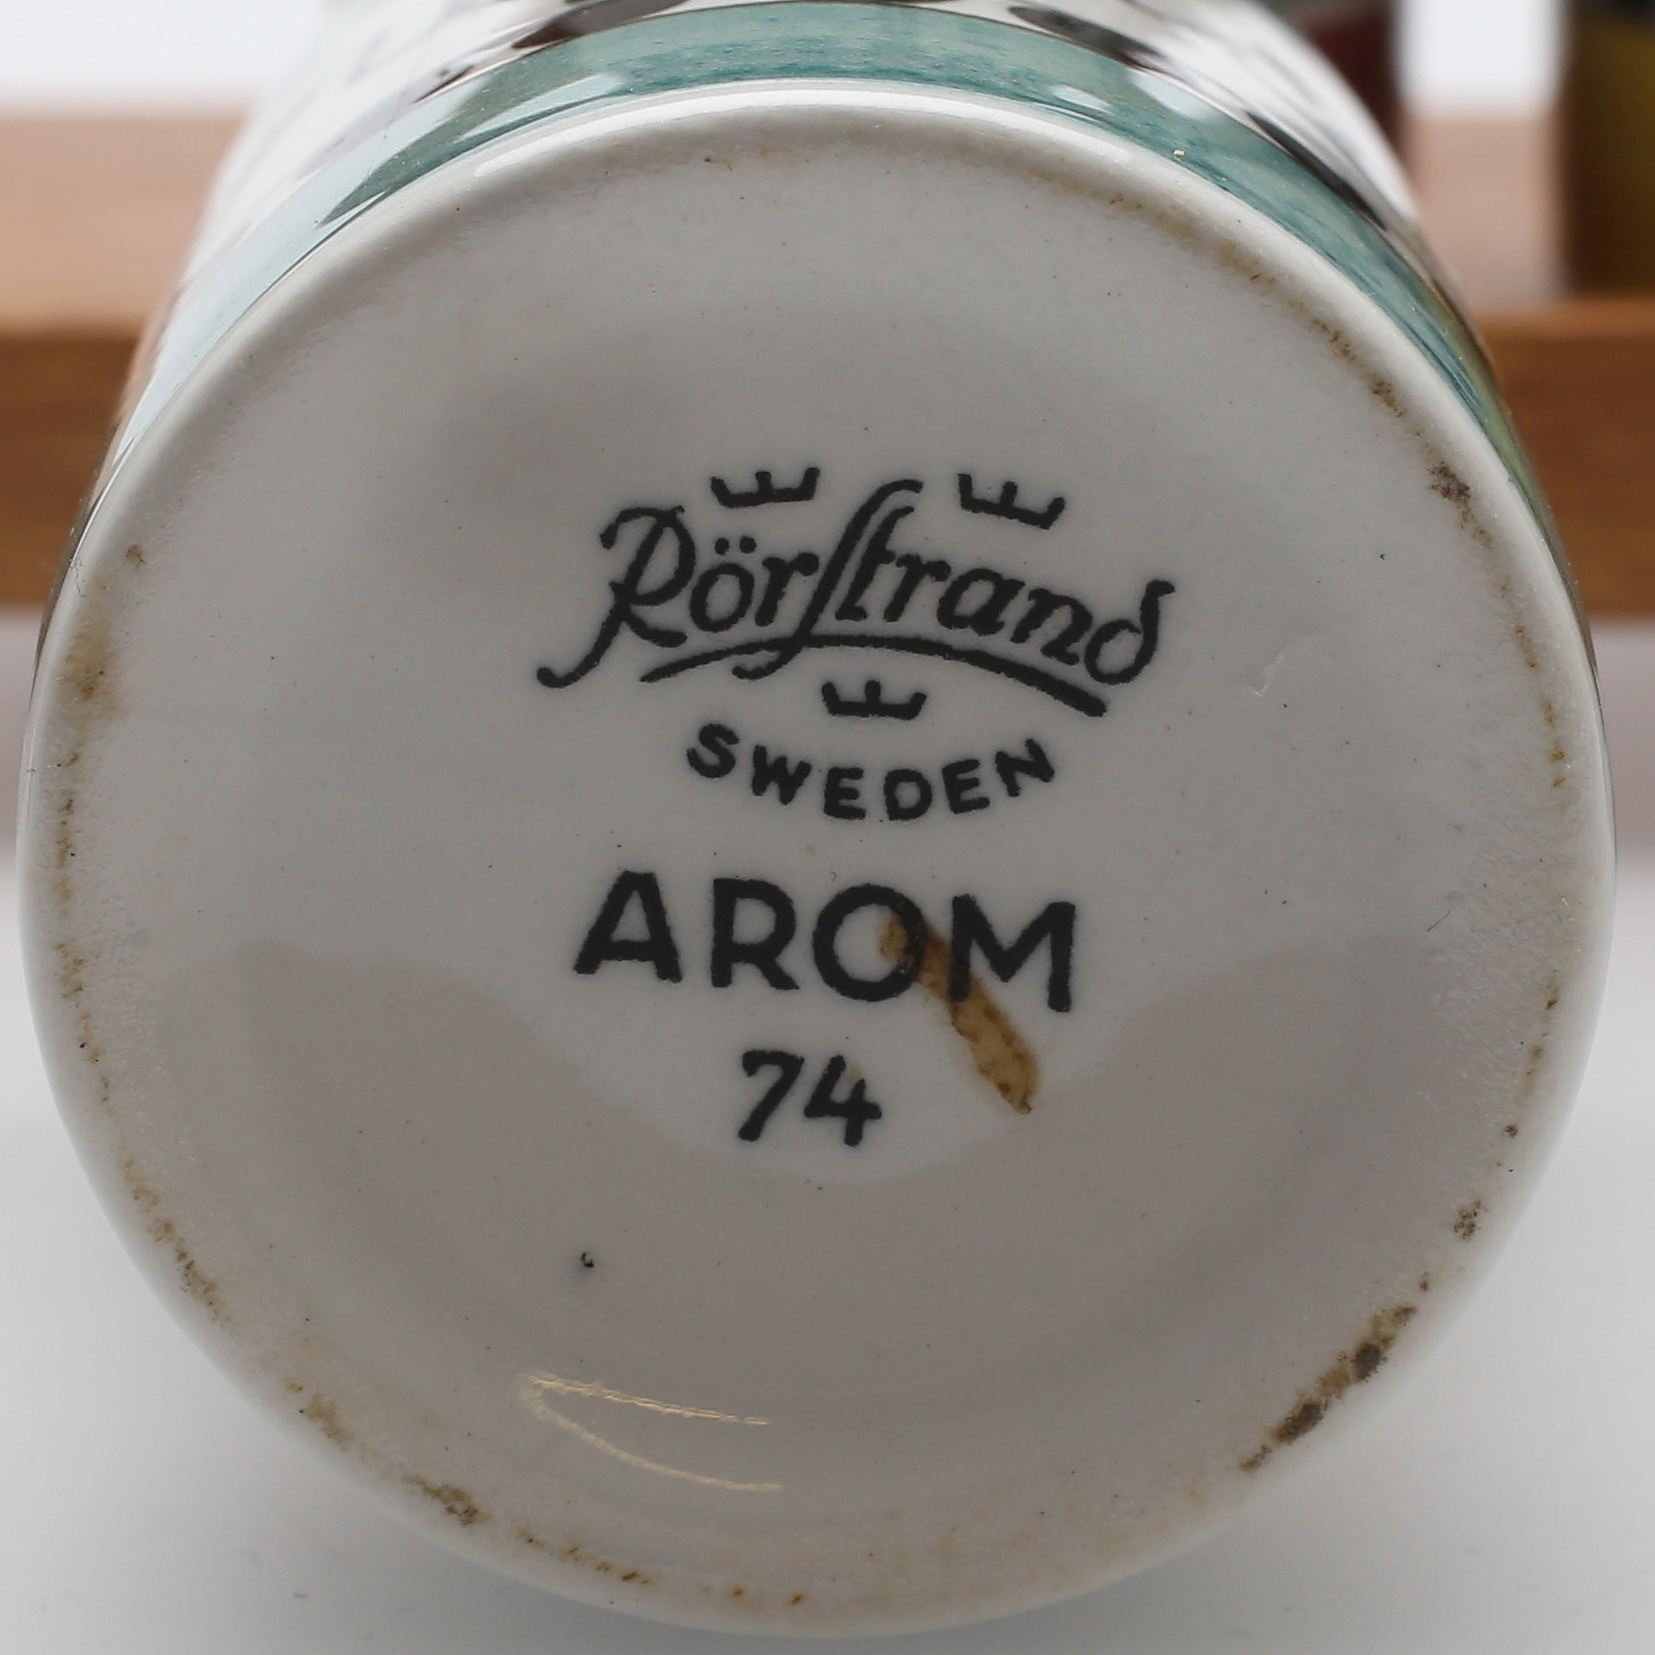 Rörstrand
SWEDEN
AROM
74